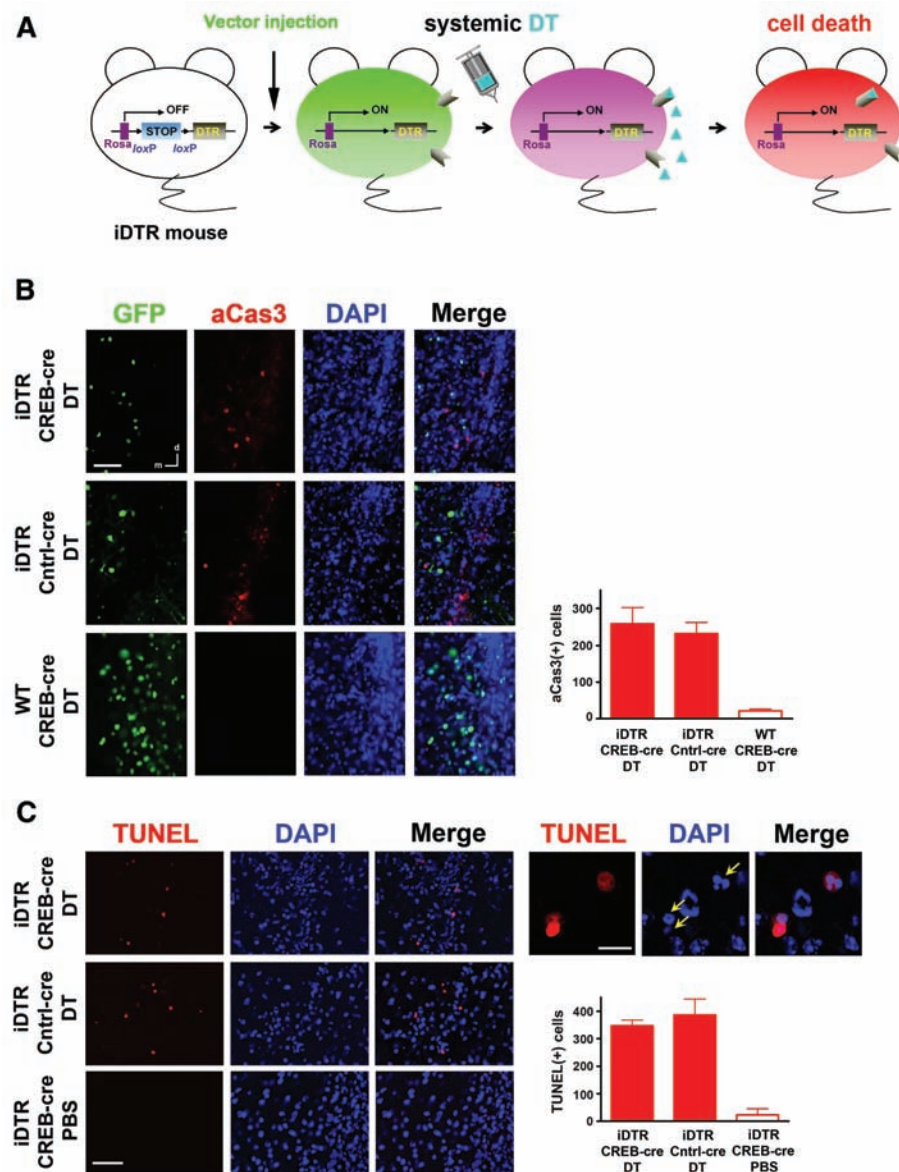 A
Vector injection
systemic DT
cell death
OFF
STOP
DTR
Rosa
loxP
loxP
iDTR mouse
ON
DTR
Rosa
ON
DTR
Rosa
ON
DTR
Rosa
B
GFP
aCas3
DAPI
Merge
iDTR
CREB-cre
DT
d
m
iDTR
Cntrl-cre
DT
WT
CREB-cre
DT
aCas3(+) cells
300
200
100
0
iDTR
CREB-cre
DT
iDTR
Cntrl-cre
DT
WT
CREB-cre
DT
C
TUNEL
DAPI
Merge
iDTR
CREB-cre
DT
iDTR
Cntrl-cre
DT
iDTR
CREB-cre
PBS
TUNEL
DAPI
Merge
TUNEL(+) cells
400
300
200
100
0
iDTR
CREB-cre
DT
iDTR
Cntrl-cre
DT
iDTR
CREB-cre
PBS